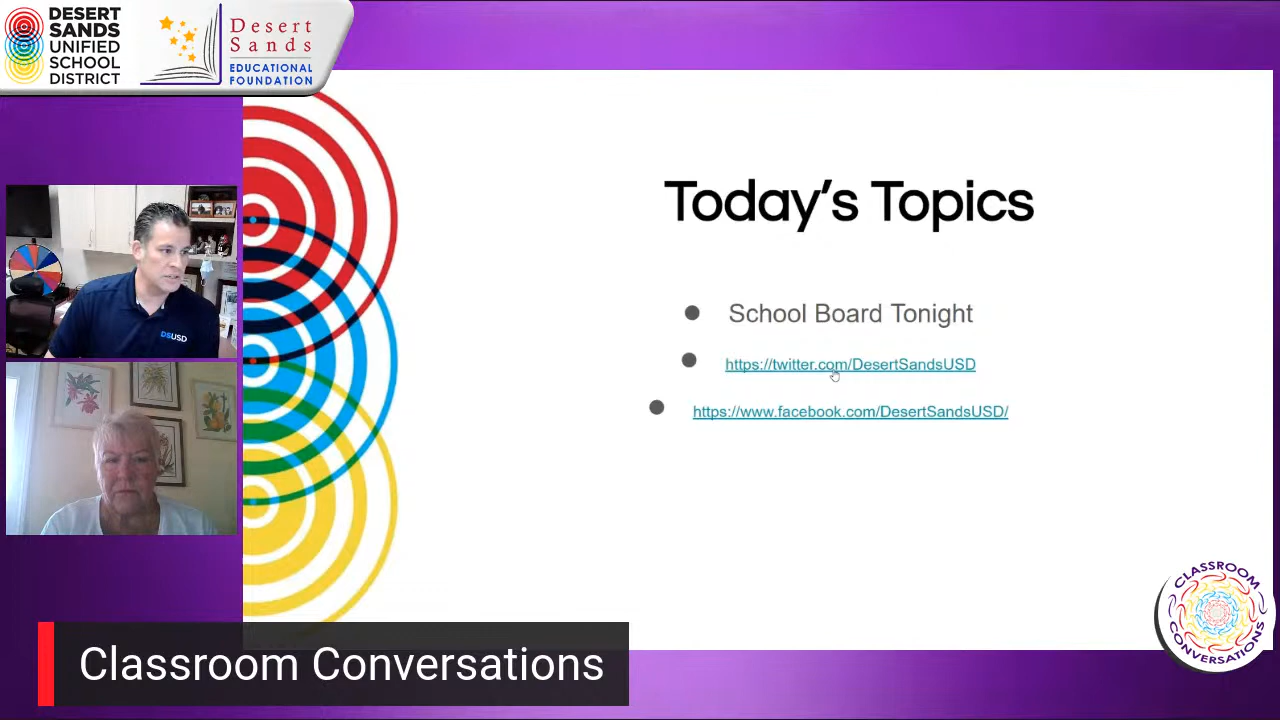 DESERT
SANDS
UNIFIED
SCHOOL
DISTRICT
Desert
Sands
EDUCATIONAL
FOUNDATION
Today's Topics
School Board Tonight
https://twitter.com/DesertSandsUSD
https://www.facebook.com/DesertSandsUSD/
DSUSD
CLASSROOM
CONVERSATIONS
Classroom Conversations